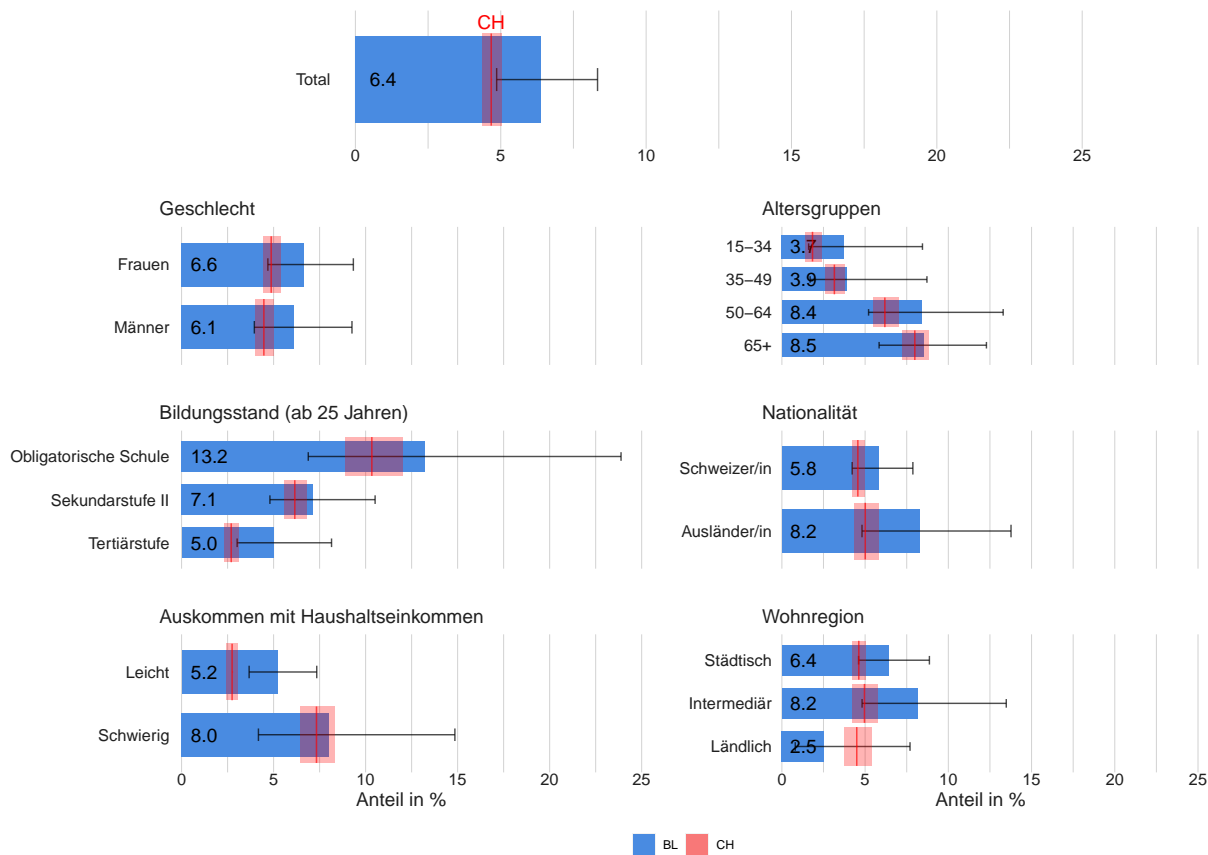 CH
Total
6.4
0 5 10 15 20 25
Geschlecht
Frauen
6.6
Männer
6.1
Altersgruppen
15–34
3.7
35–49
3.9
50–64
8.4
65+
8.5
Bildungsstand (ab 25 Jahren)
Obligatorische Schule
13.2
Sekundarstufe II
7.1
Tertiärstufe
5.0
Nationalität
Schweizer/in
5.8
Ausländer/in
8.2
Auskommen mit Haushaltseinkommen
Leicht
5.2
Schwierig
8.0
0 5 10 15 20 25
Anteil in %
Wohnregion
Städtisch
6.4
Intermediär
8.2
Ländlich
2.5
0 5 10 15 20 25
Anteil in %
BL CH